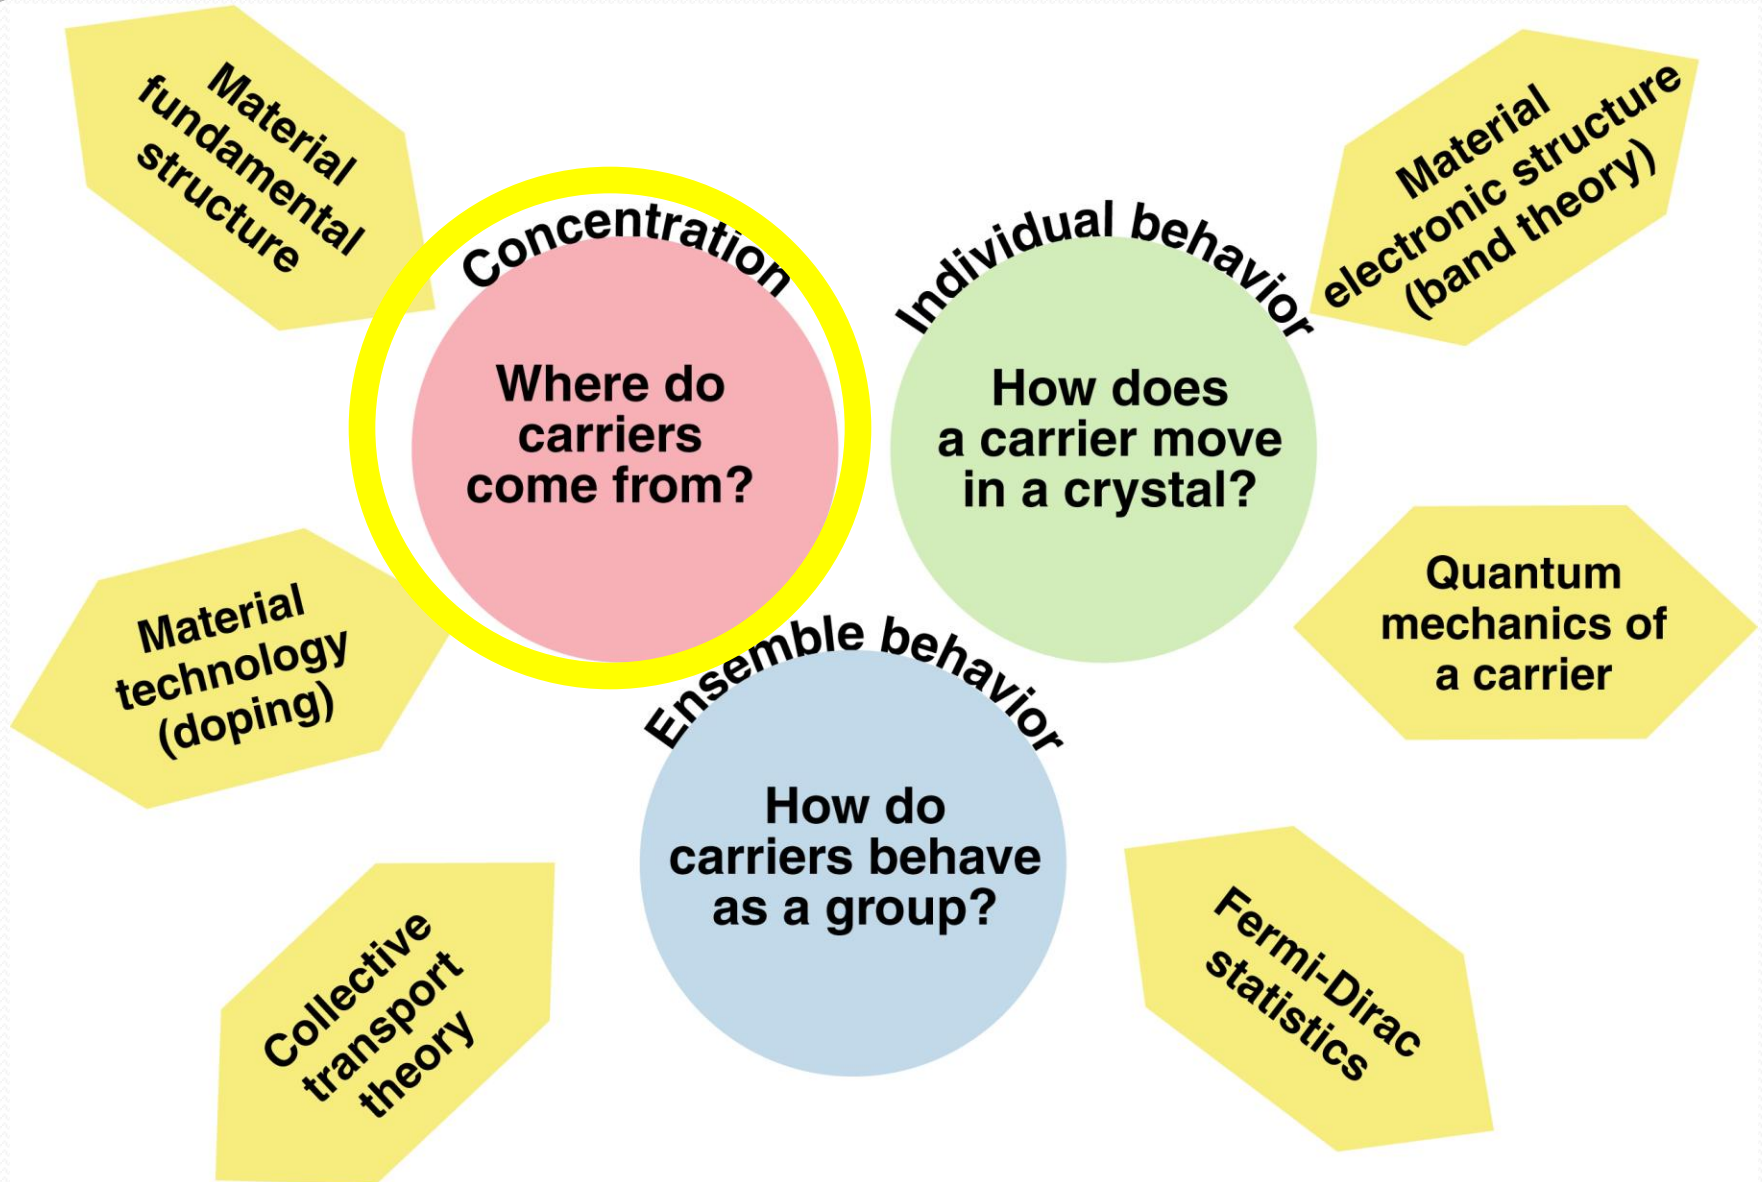 Material
fundamental
structure
Concentration
Where do
carriers
come from?
Individual behavior
How does
a carrier move
in a crystal?
Material
electronic structure
(band theory)
Material
technology
(doping)
Ensemble behavior
How do
carriers behave
as a group?
Quantum
mechanics of
a carrier
Collective
transport
theory
Fermi-Dirac
statistics